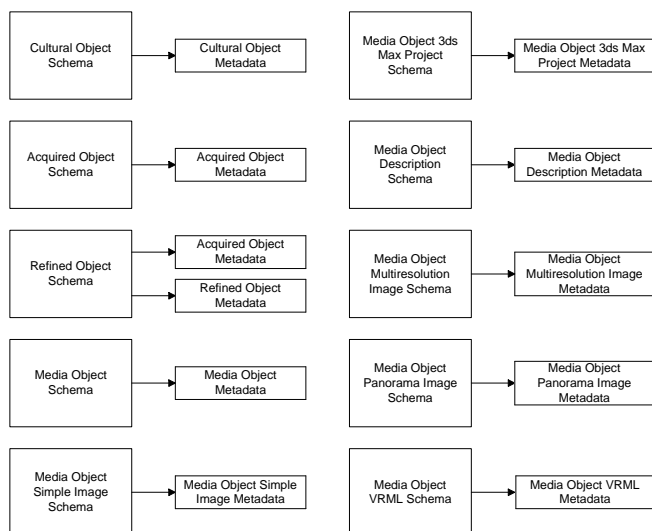 Cultural Object
Schema
Cultural Object
Metadata
Media Object 3ds
Max Project
Schema
Media Object 3ds Max
Project Metadata
Acquired Object
Schema
Acquired Object
Metadata
Media Object
Description
Schema
Media Object
Description Metadata
Refined Object
Schema
Acquired Object
Metadata
Refined Object
Metadata
Media Object
Multiresolution
Image Schema
Media Object
Multiresolution Image
Metadata
Media Object
Schema
Media Object
Metadata
Media Object
Panorama Image
Schema
Media Object
Panorama Image
Metadata
Media Object
Simple Image
Schema
Media Object Simple
Image Metadata
Media Object
VRML Schema
Media Object VRML
Metadata